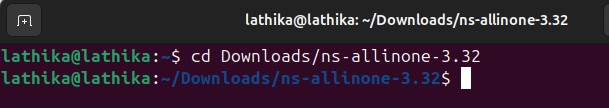 lathika@lathika: ~/Downloads/ns-allinone-3.32
lathika@lathika:~$ cd Downloads/ns-allinone-3.32
lathika@lathika:~/Downloads/ns-allinone-3.32$